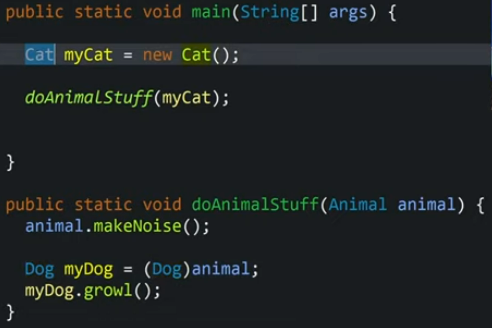 public static void main(String[] args) {
Cat myCat = new Cat();
doAnimalStuff(myCat);
}
public static void doAnimalStuff(Animal animal) {
animal.makeNoise();
Dog myDog = (Dog)animal;
myDog.growl();
}